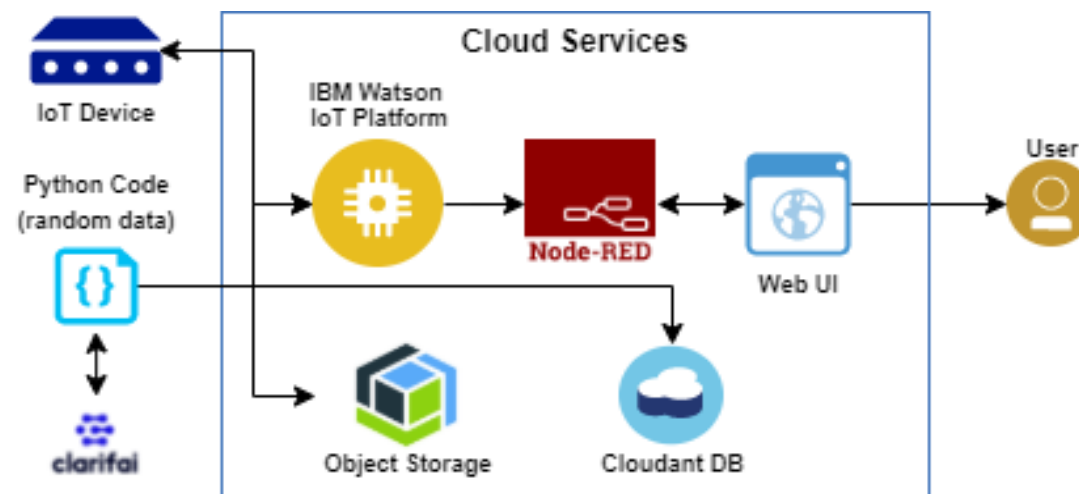 Cloud Services
IoT Device
IBM Watson
IoT Platform
Python Code
(random data)
{}
Node-RED
Web UI
User
clarifai
Object Storage
Cloudant DB